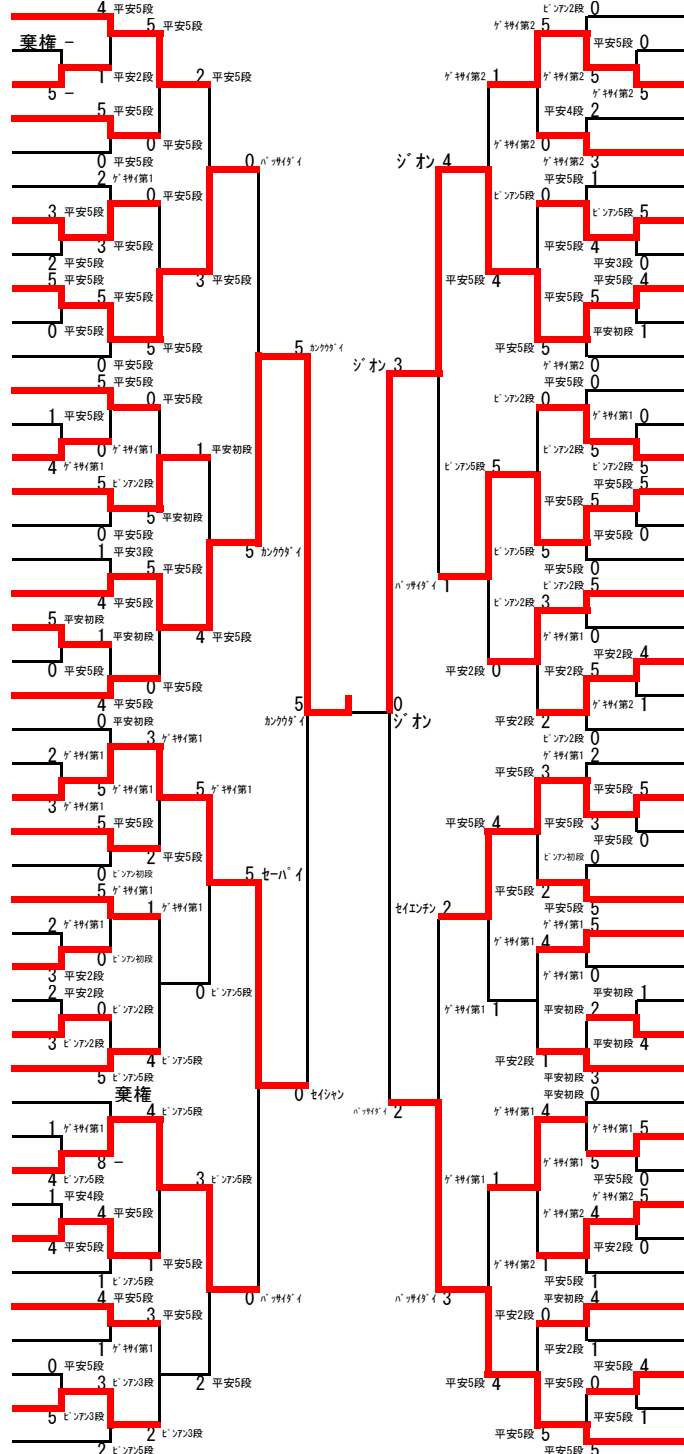 4 平安5段
5 平安5段
棄権 -
1 平安2段
5 -
2 平安5段
5 平安5段
0 平安5段
0 平安5段
0 バッサイダイ
2 ゲキサイ第1
0 平安5段
3 平安5段
3 平安5段
2 平安5段
3 平安5段
5 平安5段
5 平安5段
0 平安5段
5 平安5段
0 平安5段
5 カンクウダイ
5 平安5段
0 平安5段
1 平安5段
0 ゲキサイ第1
4 ゲキサイ第1
1 平安初段
5 ピンアン2段
5 平安初段
0 平安5段
5 カンクウダイ
1 平安3段
5 平安5段
4 平安5段
5 平安初段
1 平安初段
4 平安5段
0 平安5段
0 平安5段
4 平安5段
5
カンクウダイ
0 平安初段
3 ゲキサイ第1
2 ゲキサイ第1
5 ゲキサイ第1
3 ゲキサイ第1
5 ゲキサイ第1
5 平安5段
2 平安5段
0 ピンアン初段
5 セーパイ
5 ゲキサイ第1
1 ゲキサイ第1
2 ゲキサイ第1
0 ピンアン初段
3 平安2段
2 平安2段
0 ピンアン2段
0 ピンアン5段
3 ピンアン2段
4 ピンアン5段
5 ピンアン5段
0 セイシャン
棄権
4 ピンアン5段
1 ゲキサイ第1
8 -
4 ピンアン5段
3 ピンアン5段
1 平安4段
4 平安5段
4 平安5段
1 平安5段
1 ピンアン5段
0 バッサイダイ
4 平安5段
3 平安5段
1 ゲキサイ第1
0 平安5段
3 ピンアン3段
2 平安5段
5 ピンアン3段
2 ピンアン3段
2 ピンアン5段
ピンアン2段 0
ゲキサイ第2 5
平安5段 0
ゲキサイ第2 5
ゲキサイ第2 5
ゲキサイ第2 1
平安4段 2
ゲキサイ第2 0
ゲキサイ第2 3
ジオン 4
平安5段 1
ピンアン5段 0
ピンアン5段 5
平安5段 4
平安3段 0
平安5段 4
平安5段 4
平安5段 5
平安初段 1
平安5段 5
ゲキサイ第2 0
ジオン 3
平安5段 0
ピンアン2段 0
ゲキサイ第1 0
ピンアン2段 5
ピンアン2段 5
ピンアン5段 5
平安5段 5
平安5段 5
平安5段 0
ピンアン5段 5
平安5段 0
バッサイダイ 1
ピンアン2段 5
ピンアン2段 3
ゲキサイ第1 0
平安2段 4
平安2段 0
平安2段 5
ゲキサイ第2 1
平安2段 2
ピンアン2段 0
0
ジオン
ゲキサイ第1 2
平安5段 3
平安5段 5
平安5段 3
平安5段 0
平安5段 4
ピンアン初段 0
平安5段 2
平安5段 5
セイエンチン 2
ゲキサイ第1 5
ゲキサイ第1 4
ゲキサイ第1 0
平安初段 1
ゲキサイ第1 1
平安初段 2
平安初段 4
平安2段 1
平安初段 3
バッサイダイ 2
平安初段 0
ゲキサイ第1 4
ゲキサイ第1 5
ゲキサイ第1 5
平安5段 0
ゲキサイ第1 1
ゲキサイ第2 5
ゲキサイ第2 4
平安2段 0
ゲキサイ第2 1
平安5段 1
バッサイダイ 3
平安初段 4
平安2段 0
平安2段 1
平安5段 4
平安5段 4
平安5段 0
平安5段 1
平安5段 5
平安5段 5